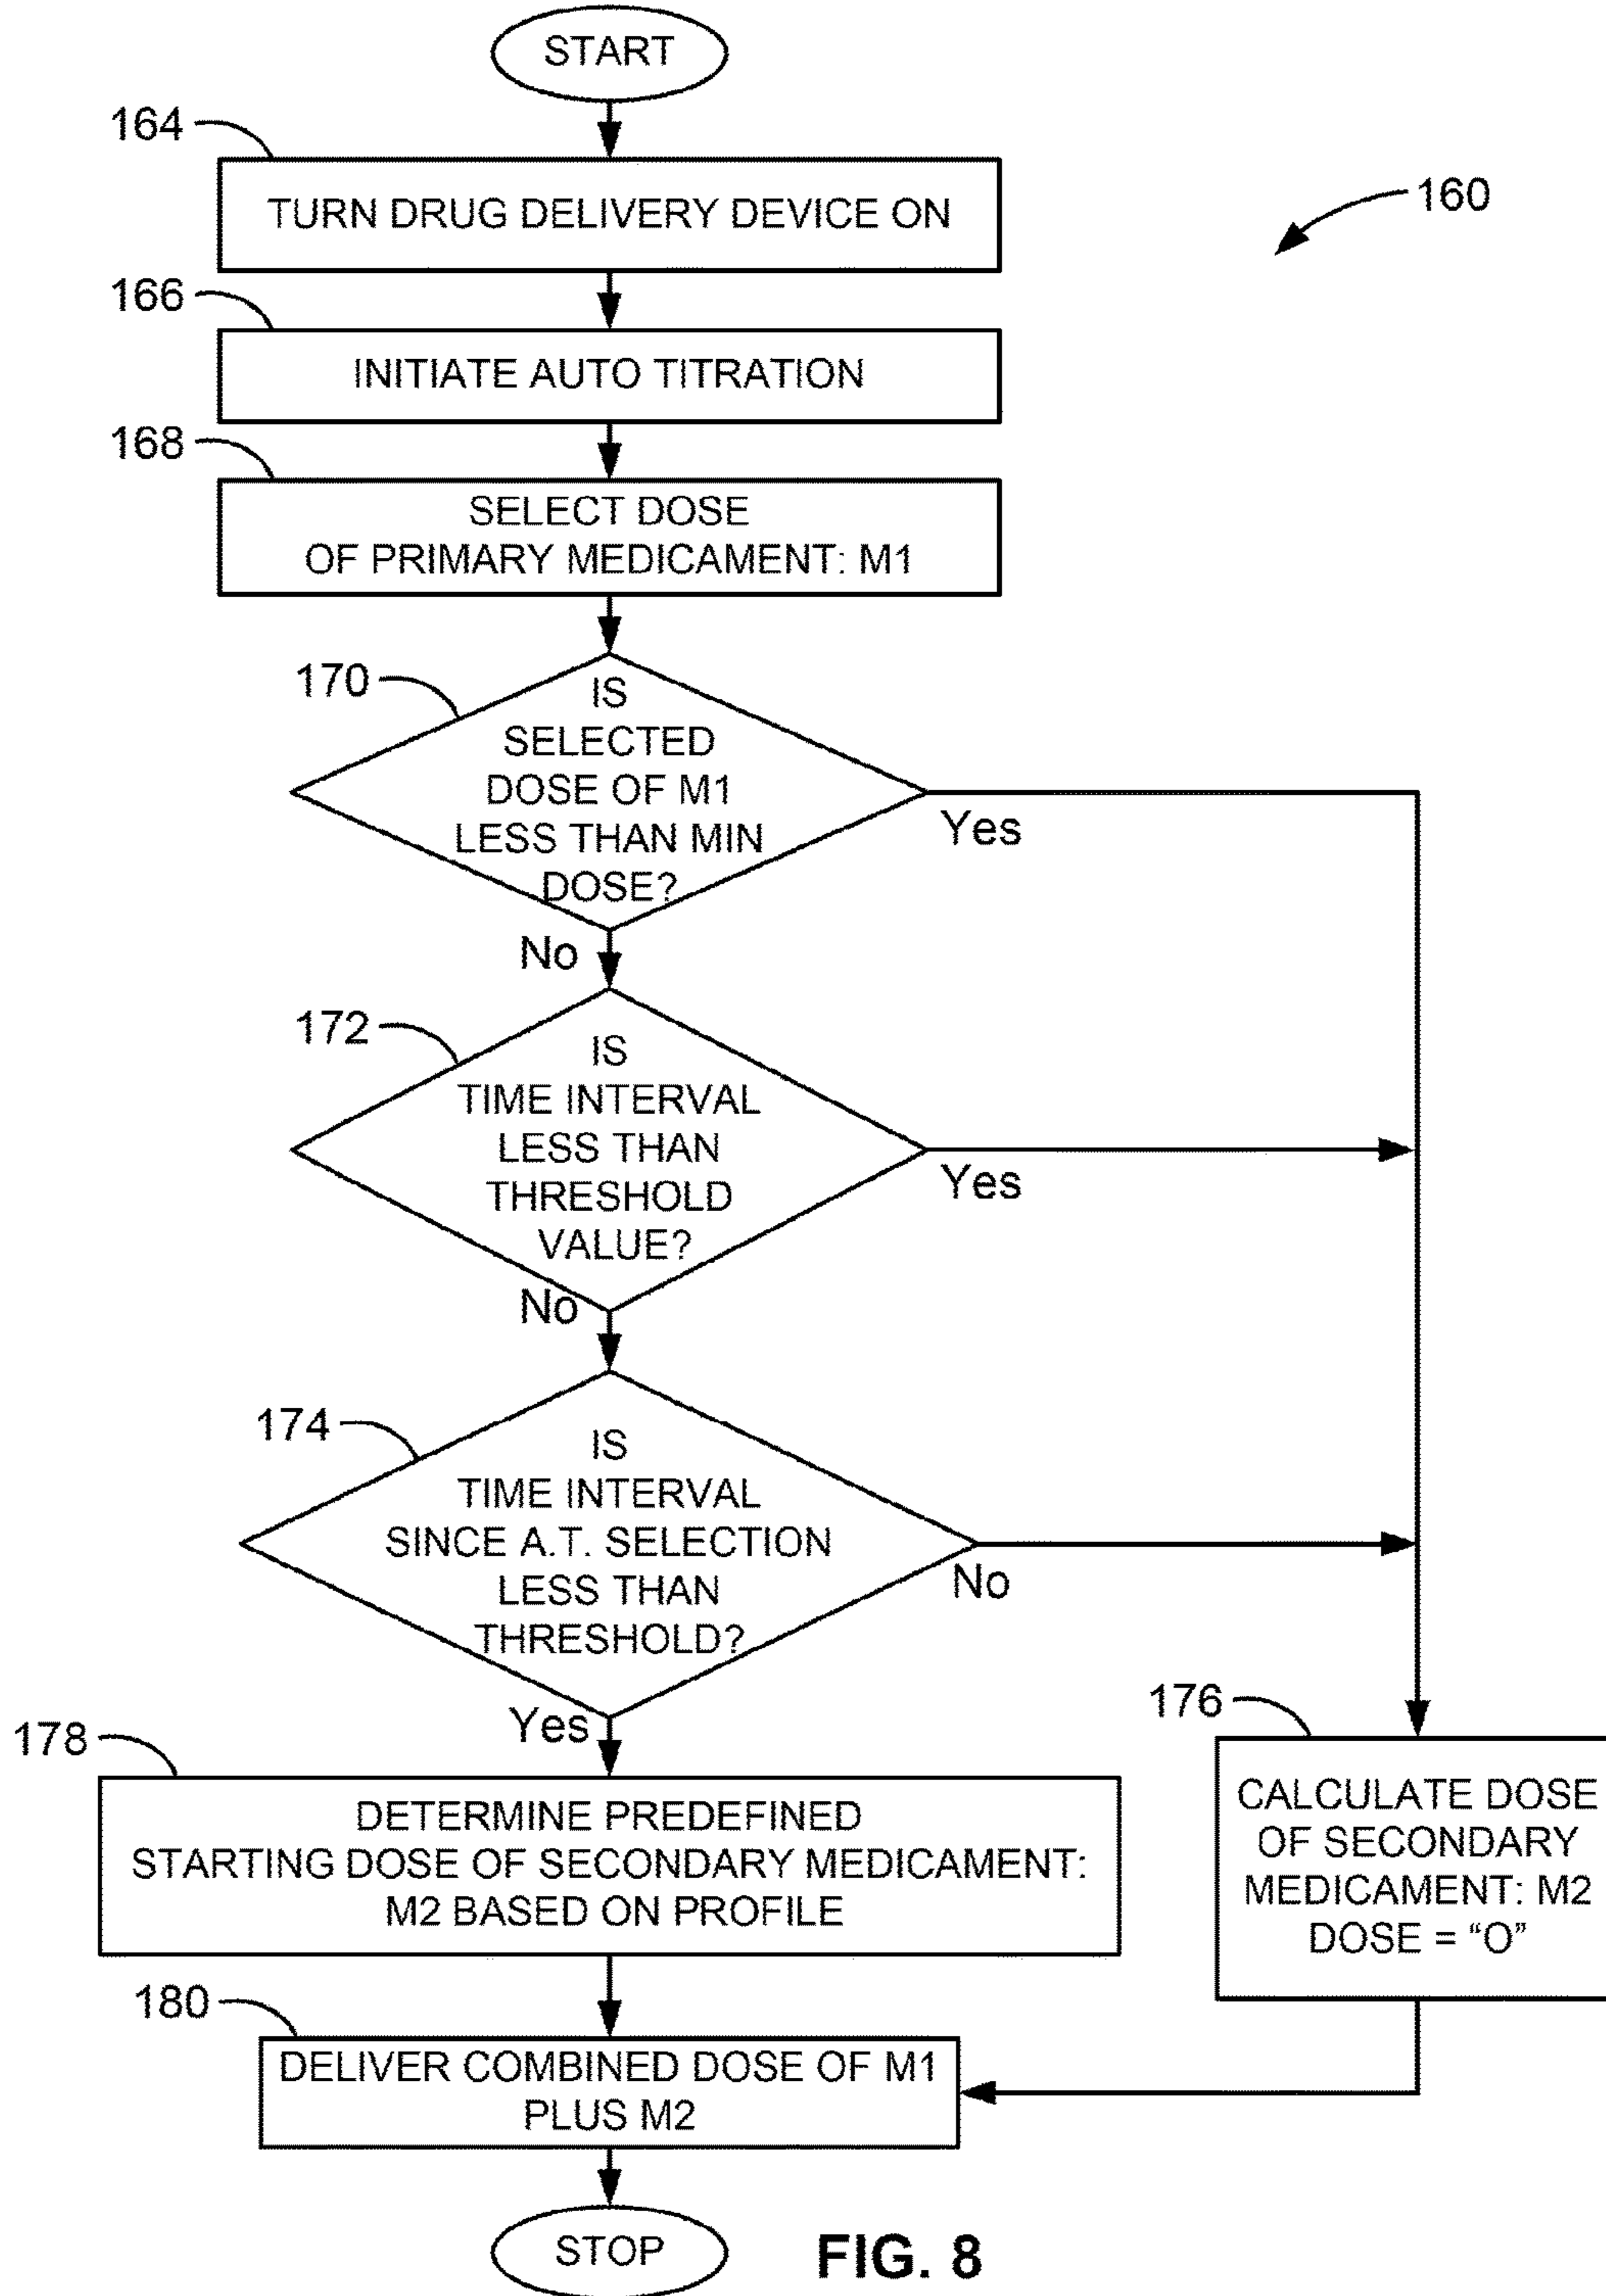 START
164
TURN DRUG DELIVERY DEVICE ON
160
166
INITIATE AUTO TITRATION
168
SELECT DOSE
OF PRIMARY MEDICAMENT: M1
170
IS
SELECTED
DOSE OF M1
LESS THAN MIN
DOSE?
Yes
No
172
IS
TIME INTERVAL
LESS THAN
THRESHOLD
VALUE?
Yes
No
174
IS
TIME INTERVAL
SINCE A.T. SELECTION
LESS THAN
THRESHOLD?
No
Yes
176
CALCULATE DOSE
OF SECONDARY
MEDICAMENT: M2
DOSE = “O”
178
DETERMINE PREDEFINED
STARTING DOSE OF SECONDARY MEDICAMENT:
M2 BASED ON PROFILE
180
DELIVER COMBINED DOSE OF M1
PLUS M2
STOP
FIG. 8